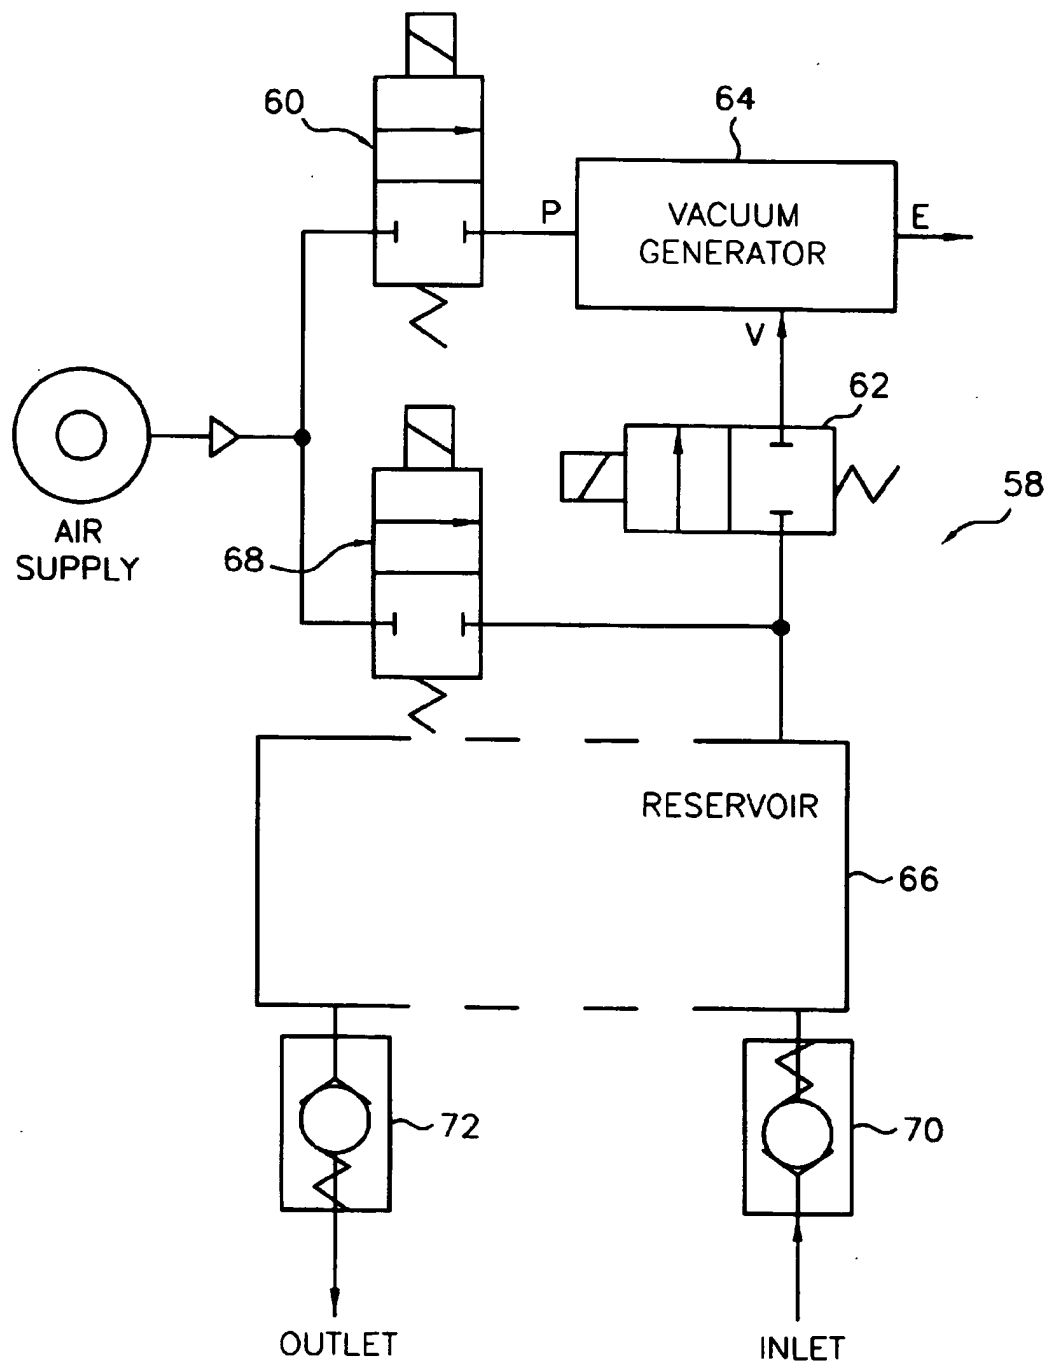 60
64
P
VACUUM
GENERATOR
E
V
62
58
AIR
SUPPLY
68
RESERVOIR
66
72
70
OUTLET
INLET